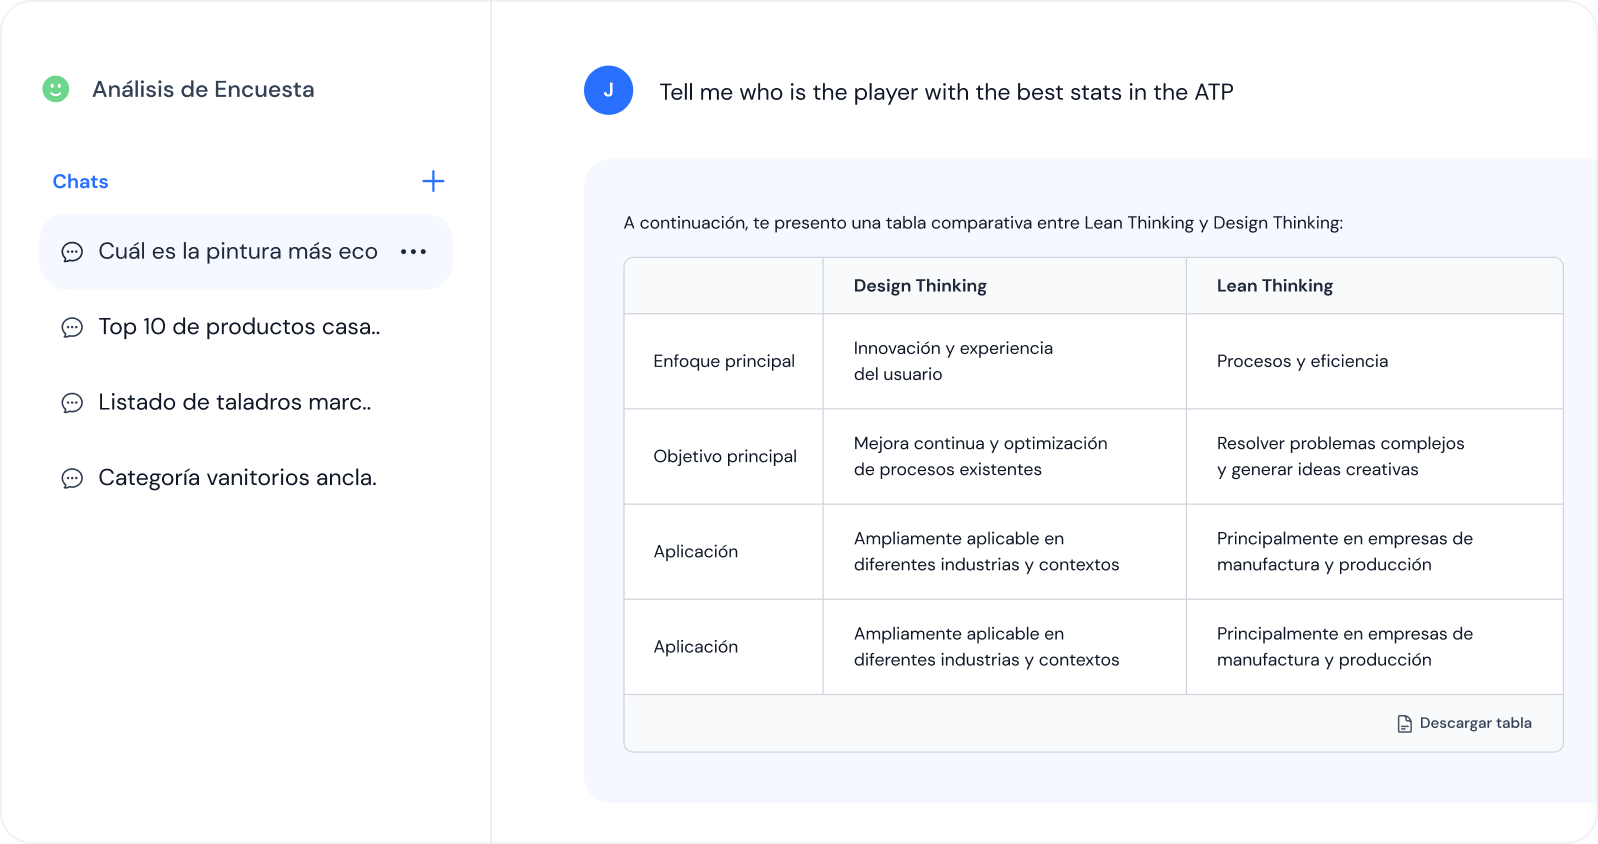 Análisis de Encuesta
Chats
Cuál es la pintura más eco
Top 10 de productos casa..
Listado de taladros marc..
Categoría vanitorios ancla.
J
Tell me who is the player with the best stats in the ATP
A continuación, te presento una tabla comparativa entre Lean Thinking y Design Thinking:
Design Thinking
Lean Thinking
Enfoque principal
Innovación y experiencia
del usuario
Procesos y eficiencia
Objetivo principal
Mejora continua y optimización
de procesos existentes
Resolver problemas complejos
y generar ideas creativas
Aplicación
Ampliamente aplicable en
diferentes industrias y contextos
Principalmente en empresas de
manufactura y producción
Aplicación
Ampliamente aplicable en
diferentes industrias y contextos
Principalmente en empresas de
manufactura y producción
Descargar tabla